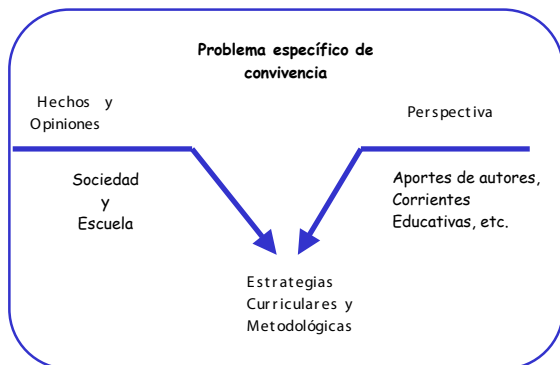 Problema específico de
convivencia
Hechos y
Opiniones
Perspectiva
Sociedad
y
Escuela
Aportes de autores,
Corrientes
Educativas, etc.
Estrategias
Curriculares y
Metodológicas